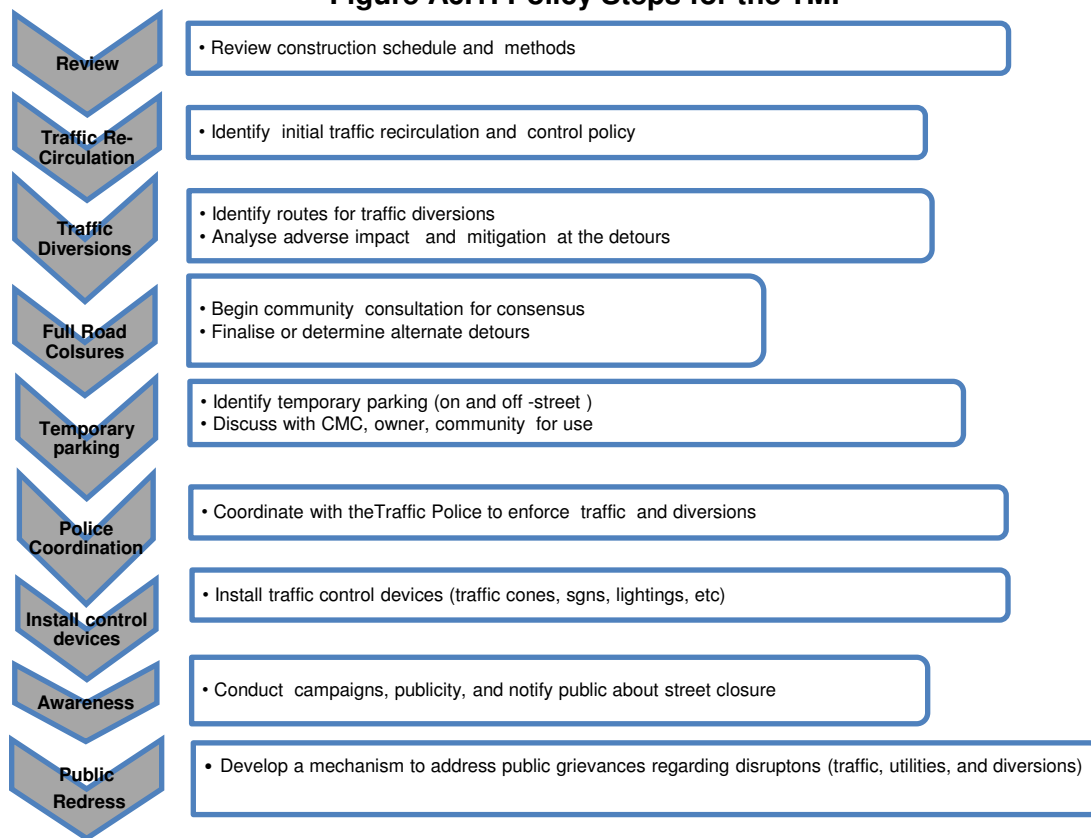 Policy Steps for the TMP
Review
• Review construction schedule and methods
Traffic Re-
Circulation
• Identify initial traffic recirculation and control policy
Traffic
Diversions
• Identify routes for traffic diversions
• Analyse adverse impact and mitigation at the detours
Full Road
Colsures
• Begin community consultation for consensus
• Finalise or determine alternate detours
Temporary
parking
• Identify temporary parking (on and off -street )
• Discuss with CMC, owner, community for use
Police
Coordination
• Coordinate with theTraffic Police to enforce traffic and diversions
Install control
devices
• Install traffic control devices (traffic cones, sgns, lightings, etc)
Awareness
• Conduct campaigns, publicity, and notify public about street closure
Public
Redress
• Develop a mechanism to address public grievances regarding disruptons (traffic, utilities, and diversions)